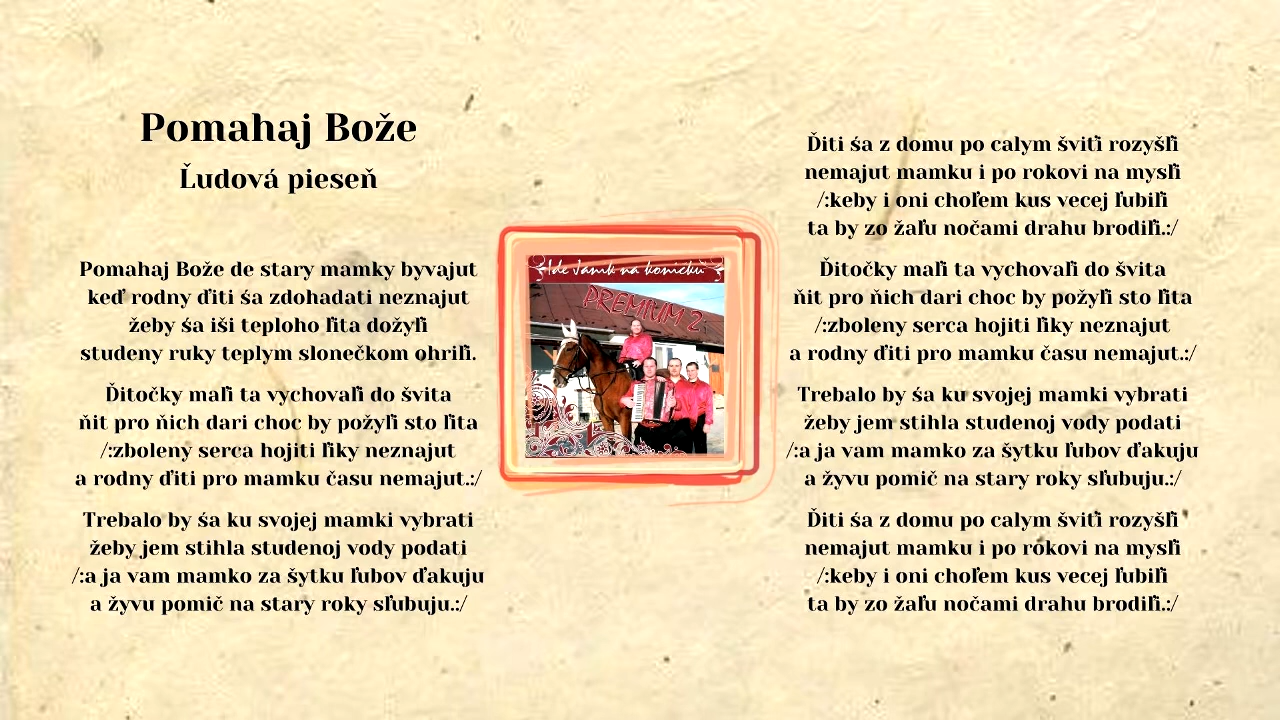 Pomahaj Bože
Ľudová pieseň
Pomahaj Bože de stary mamky byvajut
keď rodny ďiti śa zdohadati neznajut
žeby śa iši teploho ľita dožyľi
studeny ruky teplym slonečkom ohriľi.
Ďitočky maľi ta vychovaľi do švita
ňit pro ňich dari choc by požyľi sto ľita
/:zboleny serca hojiti ľiky neznajut
a rodny ďiti pro mamku času nemajut.:/
Trebalo by śa ku svojej mamki vybrati
žeby jem stihla studenoj vody podati
/:a ja vam mamko za šytku ľubov ďakuju
a žyvu pomič na stary roky sľubuju.:/
Ide Janik na koničku
PREMIUM 2
Ďiti śa z domu po calym šviťi rozyšľi
nemajut mamku i po rokovi na mysľi
/:keby i oni choľem kus vecej ľubiľi
ta by zo žaľu nočami drahu brodiľi.:/
Ďitočky maľi ta vychovaľi do švita
ňit pro ňich dari choc by požyľi sto ľita
/:zboleny serca hojiti ľiky neznajut
a rodny ďiti pro mamku času nemajut.:/
Trebalo by śa ku svojej mamki vybrati
žeby jem stihla studenoj vody podati
/:a ja vam mamko za šytku ľubov ďakuju
a žyvu pomič na stary roky sľubuju.:/
Ďiti śa z domu po calym šviťi rozyšľi
nemajut mamku i po rokovi na mysľi
/:keby i oni choľem kus vecej ľubiľi
ta by zo žaľu nočami drahu brodiľi.:/